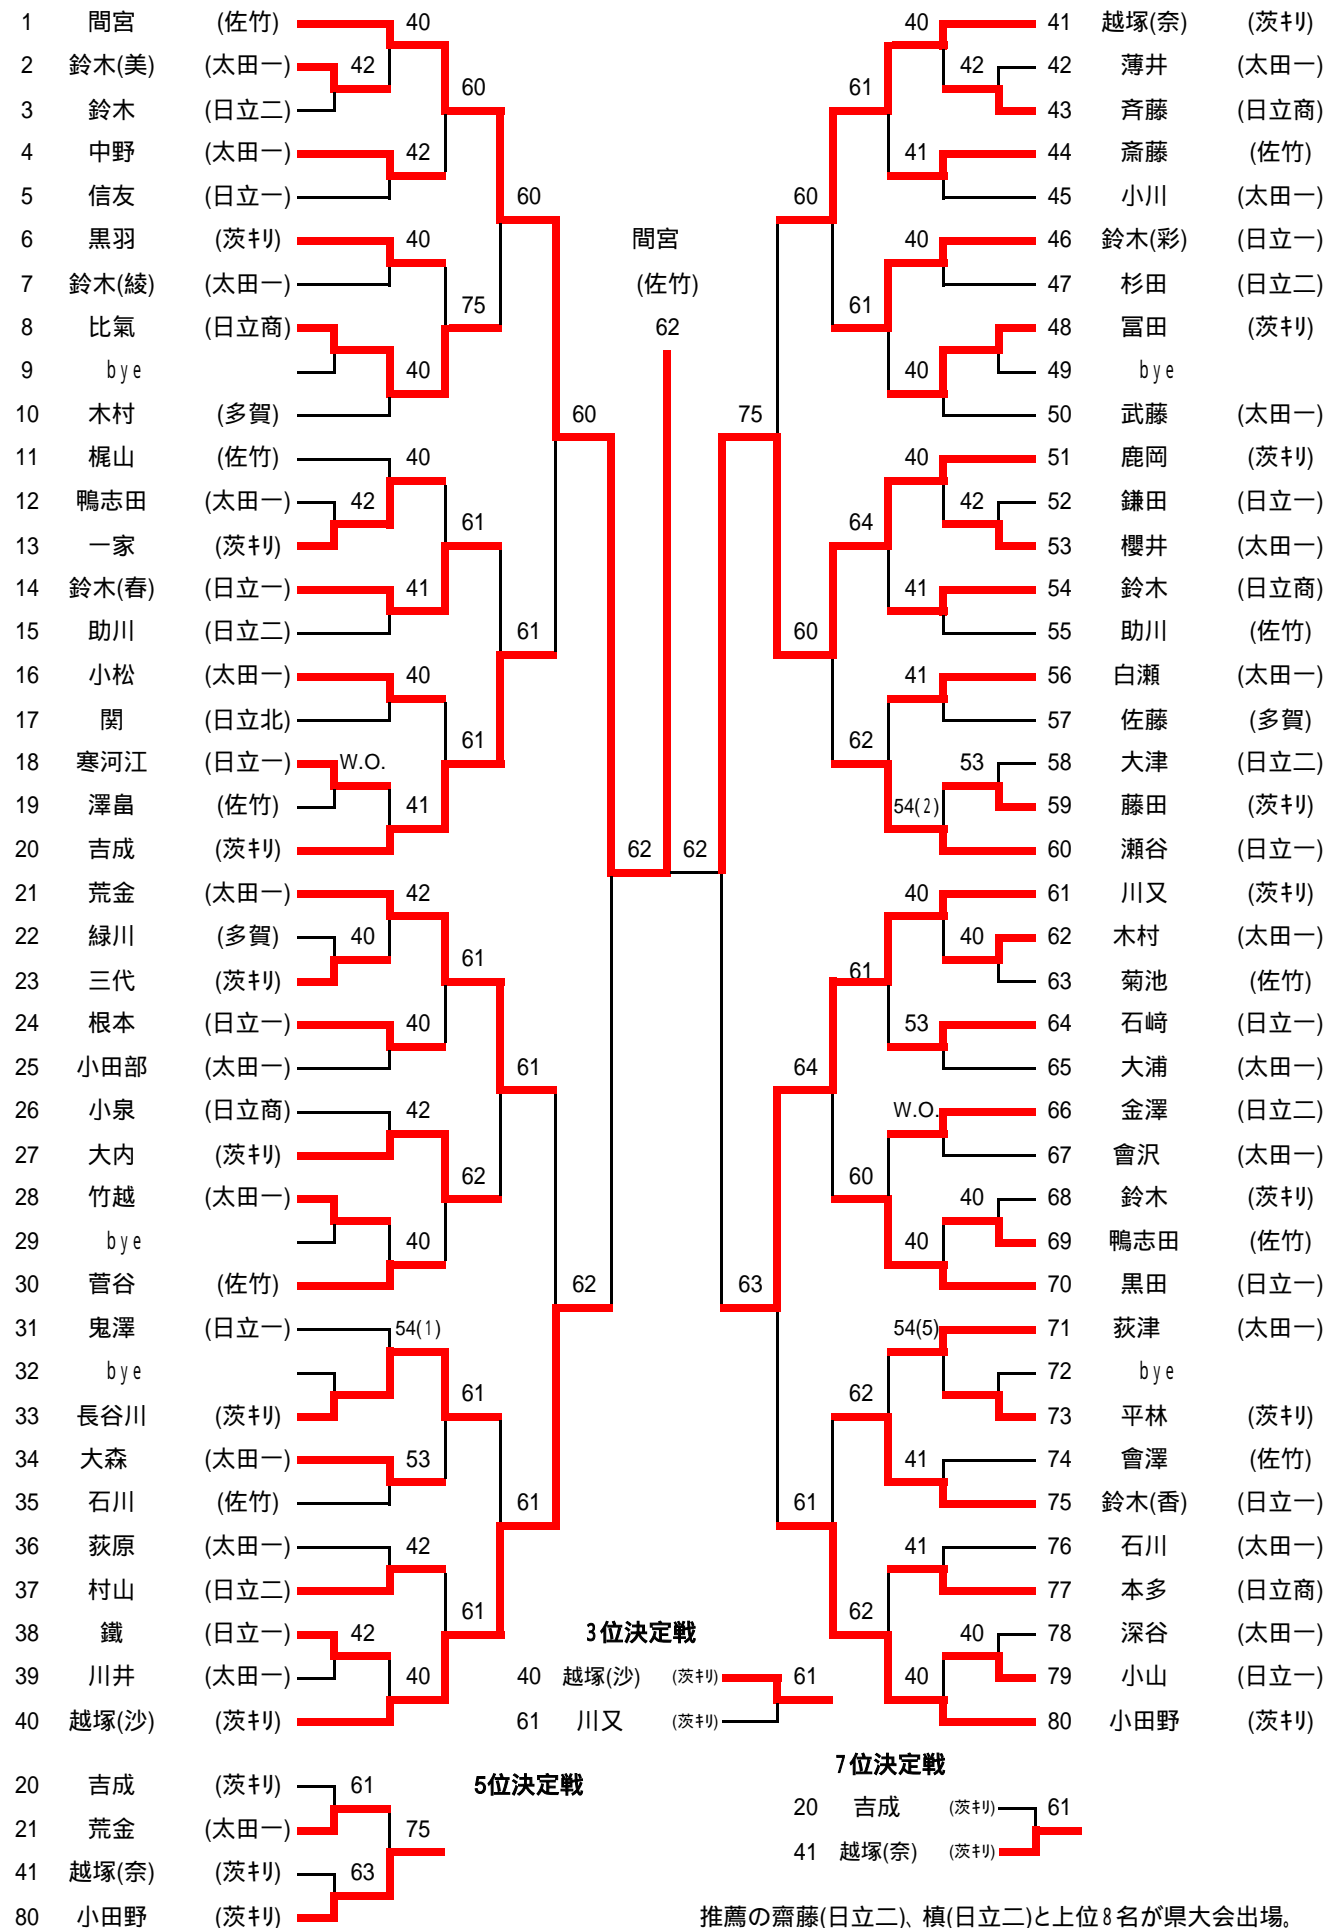 1 間宮 (佐竹) 40 40 41 越塚(奈) (茨ｷﾘ)
2 鈴木(美) (太田一) 42 42 42 薄井 (太田一)
60 61
3 鈴木 (日立二) 43 斉藤 (日立商)
4 中野 (太田一) 42 41 44 斎藤 (佐竹)
5 信友 (日立一) 60 60 45 小川 (太田一)
6 黒羽 (茨ｷﾘ) 40 間宮 40 46 鈴木(彩) (日立一)
7 鈴木(綾) (太田一) (佐竹) 47 杉田 (日立二)
75 61
8 比氣 (日立商) 62 48 冨田 (茨ｷﾘ)
9 bye 40 40 49 bye
10 木村 (多賀) 60 75 50 武藤 (太田一)
11 梶山 (佐竹) 40 40 51 鹿岡 (茨ｷﾘ)
12 鴨志田 (太田一) 42 42 52 鎌田 (日立一)
61 64
13 一家 (茨ｷﾘ) 53 櫻井 (太田一)
14 鈴木(春) (日立一) 41 41 54 鈴木 (日立商)
15 助川 (日立二) 61 60 55 助川 (佐竹)
16 小松 (太田一) 40 41 56 白瀬 (太田一)
17 関 (日立北) 57 佐藤 (多賀)
61 62
18 寒河江 (日立一) W.O. 53 58 大津 (日立二)
19 澤畠 (佐竹) 41 54(2) 59 藤田 (茨ｷﾘ)
20 吉成 (茨ｷﾘ) 62 62 60 瀬谷 (日立一)
21 荒金 (太田一) 42 40 61 川又 (茨ｷﾘ)
22 緑川 (多賀) 40 40 62 木村 (太田一)
61 61
23 三代 (茨ｷﾘ) 63 菊池 (佐竹)
24 根本 (日立一) 40 53 64 石﨑 (日立一)
25 小田部 (太田一) 61 64 65 大浦 (太田一)
26 小泉 (日立商) 42 W.O. 66 金澤 (日立二)
27 大内 (茨ｷﾘ) 67 會沢 (太田一)
62 60
28 竹越 (太田一) 40 68 鈴木 (茨ｷﾘ)
29 bye 40 40 69 鴨志田 (佐竹)
30 菅谷 (佐竹) 62 63 70 黒田 (日立一)
31 鬼澤 (日立一) 54(1) 54(5) 71 荻津 (太田一)
32 bye 72 bye
61 62
33 長谷川 (茨ｷﾘ) 73 平林 (茨ｷﾘ)
34 大森 (太田一) 53 41 74 會澤 (佐竹)
35 石川 (佐竹) 61 61 75 鈴木(香) (日立一)
36 荻原 (太田一) 42 41 76 石川 (太田一)
37 村山 (日立二) 77 本多 (日立商)
61 62
38 鐵 (日立一) 42 3位決定戦 40 78 深谷 (太田一)
39 川井 (太田一) 40 40 越塚(沙) (茨ｷﾘ) 61 40 79 小山 (日立一)
40 越塚(沙) (茨ｷﾘ) 61 川又 (茨ｷﾘ) 80 小田野 (茨ｷﾘ)
7位決定戦
20 吉成 (茨ｷﾘ) 61 5位決定戦
20 吉成 (茨ｷﾘ) 61
21 荒金 (太田一) 75
41 越塚(奈) (茨ｷﾘ)
41 越塚(奈) (茨ｷﾘ) 63
80 小田野 (茨ｷﾘ) 推薦の齋藤(日立二)、槙(日立二)と上位8名が県大会出場。